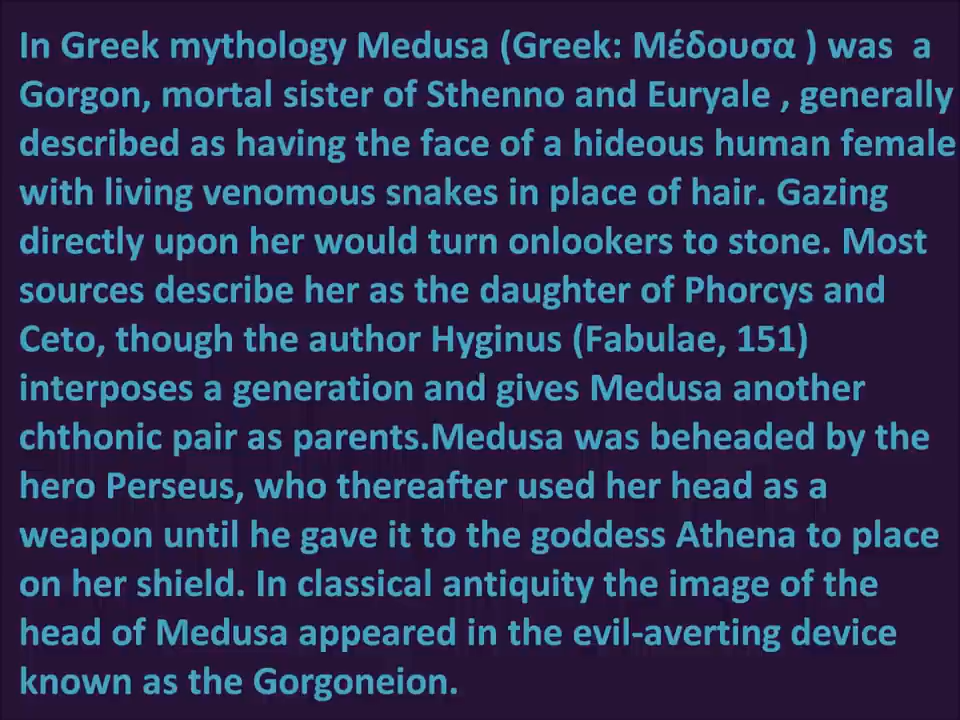 In Greek mythology Medusa (Greek: Μέδουσα ) was  a
Gorgon, mortal sister of Sthenno and Euryale , generally
described as having the face of a hideous human female
with living venomous snakes in place of hair. Gazing
directly upon her would turn onlookers to stone. Most
sources describe her as the daughter of Phorcys and
Ceto, though the author Hyginus (Fabulae, 151)
interposes a generation and gives Medusa another
chthonic pair as parents.Medusa was beheaded by the
hero Perseus, who thereafter used her head as a
weapon until he gave it to the goddess Athena to place
on her shield. In classical antiquity the image of the
head of Medusa appeared in the evil-averting device
known as the Gorgoneion.